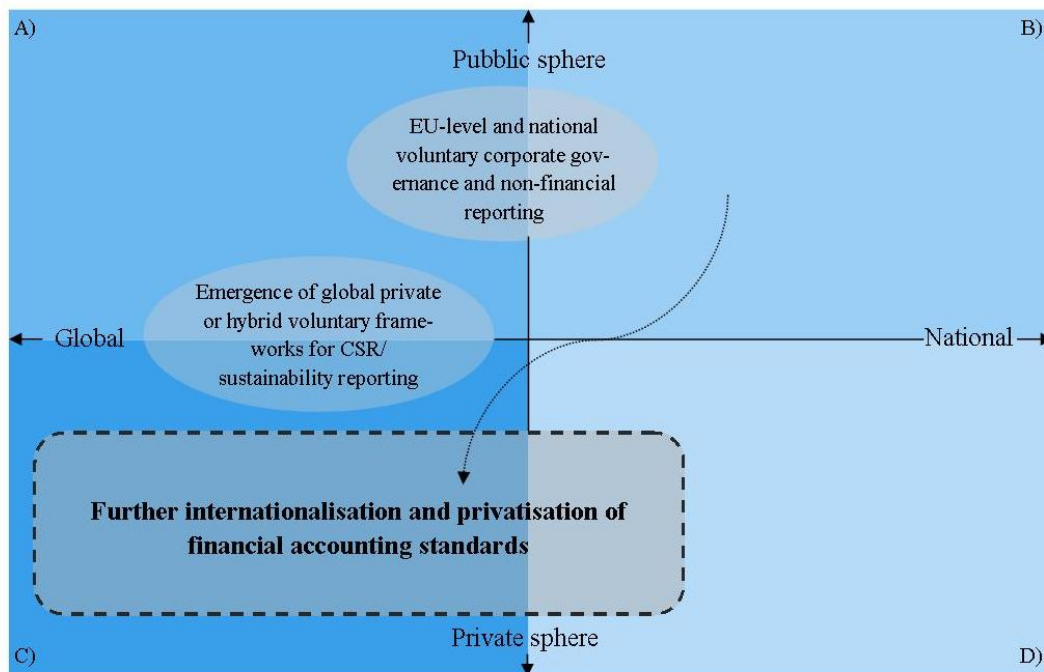 A)
B)
Pubblic sphere
EU-level and national
voluntary corporate gov-
ernance and non-financial
reporting
Emergence of global private
or hybrid voluntary frame-
works for CSR/
sustainability reporting
Global
National
Further internationalisation and privatisation of
financial accounting standards
Private sphere
C)
D)